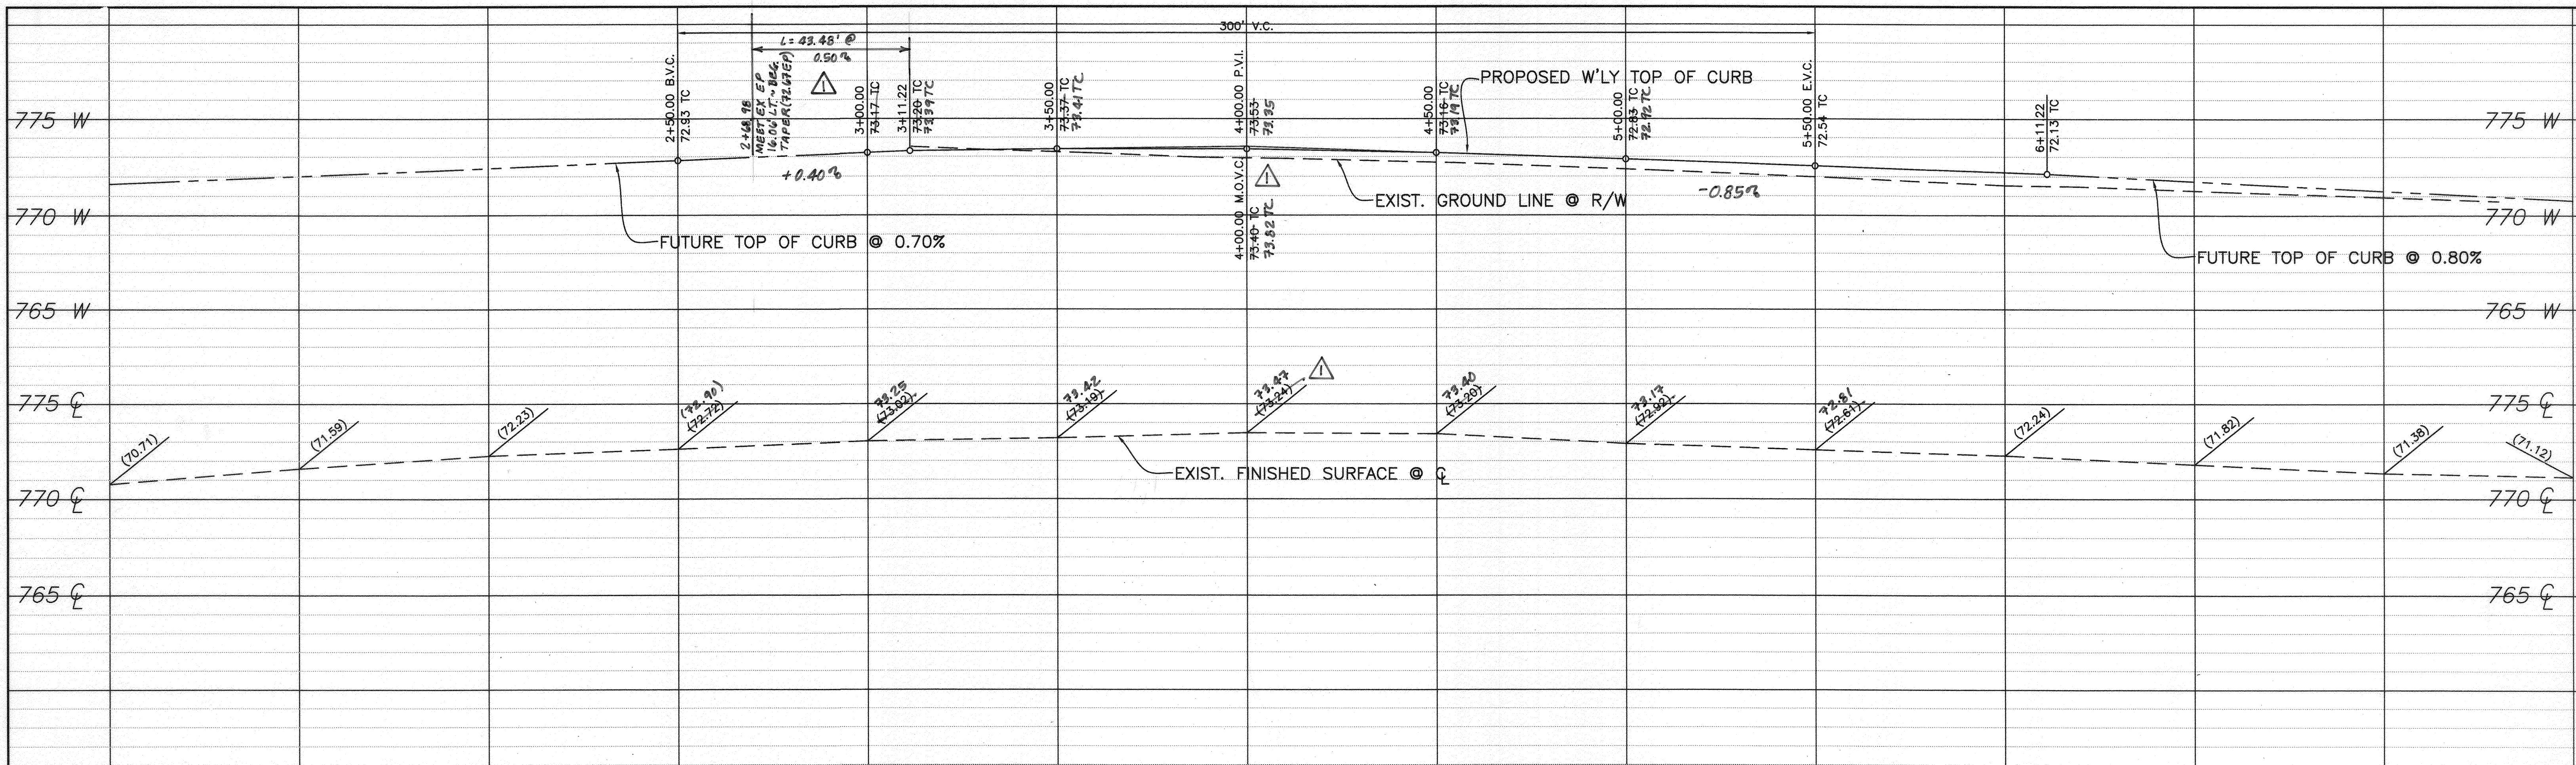 300' V.C.
L= 43.48' @
0.50%
1
2+50.00 B.V.C.
72.93 TC
2+68.98
MEET EX EP
16.06' LT. ~ BEG.
TAPER (72.67 EP)
3+00.00
73.17 TC
3+11.22
73.20 TC
73.39 TC
3+50.00
73.37 TC
73.41 TC
4+00.00 P.V.I.
73.53
73.35
4+50.00
73.16 TC
73.19 TC
PROPOSED W'LY TOP OF CURB
5+00.00
72.83 TC
72.92 TC
5+50.00 E.V.C.
72.54 TC
6+11.22
72.13 TC
775 W
775 W
+0.40%
1
4+00.00 M.O.V.C.
73.40 TC
73.82 TC
EXIST. GROUND LINE @ R/W
-0.85%
770 W
770 W
FUTURE TOP OF CURB @ 0.70%
FUTURE TOP OF CURB @ 0.80%
765 W
765 W
775 ℄
775 ℄
(70.71)
(71.59)
(72.23)
(72.90)
(72.72)
73.25
(73.02)
73.42
(73.19)
73.47
(73.24)
1
73.40
(73.20)
73.17
(72.92)
72.81
(72.61)
(72.24)
(71.82)
(71.38)
(71.12)
EXIST. FINISHED SURFACE @ ℄
770 ℄
770 ℄
765 ℄
765 ℄